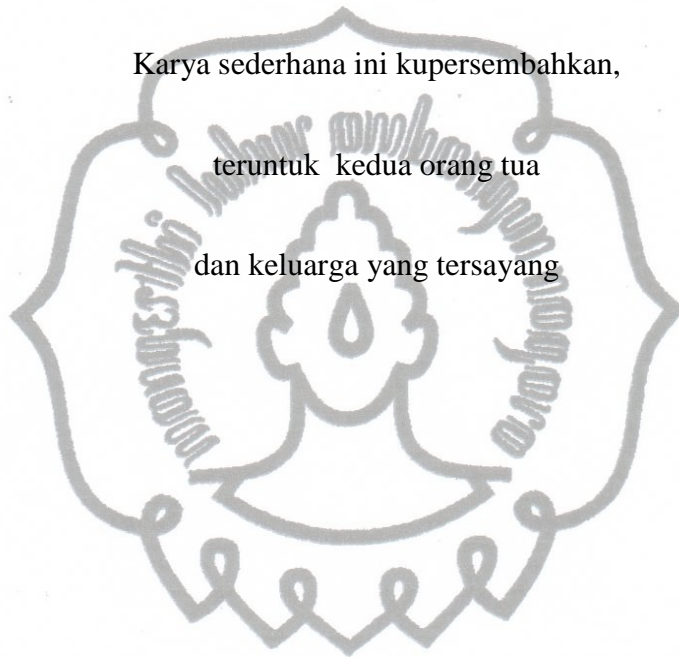 Karya sederhana ini kupersembahkan,
teruntuk kedua orang tua
dan keluarga yang tersayang